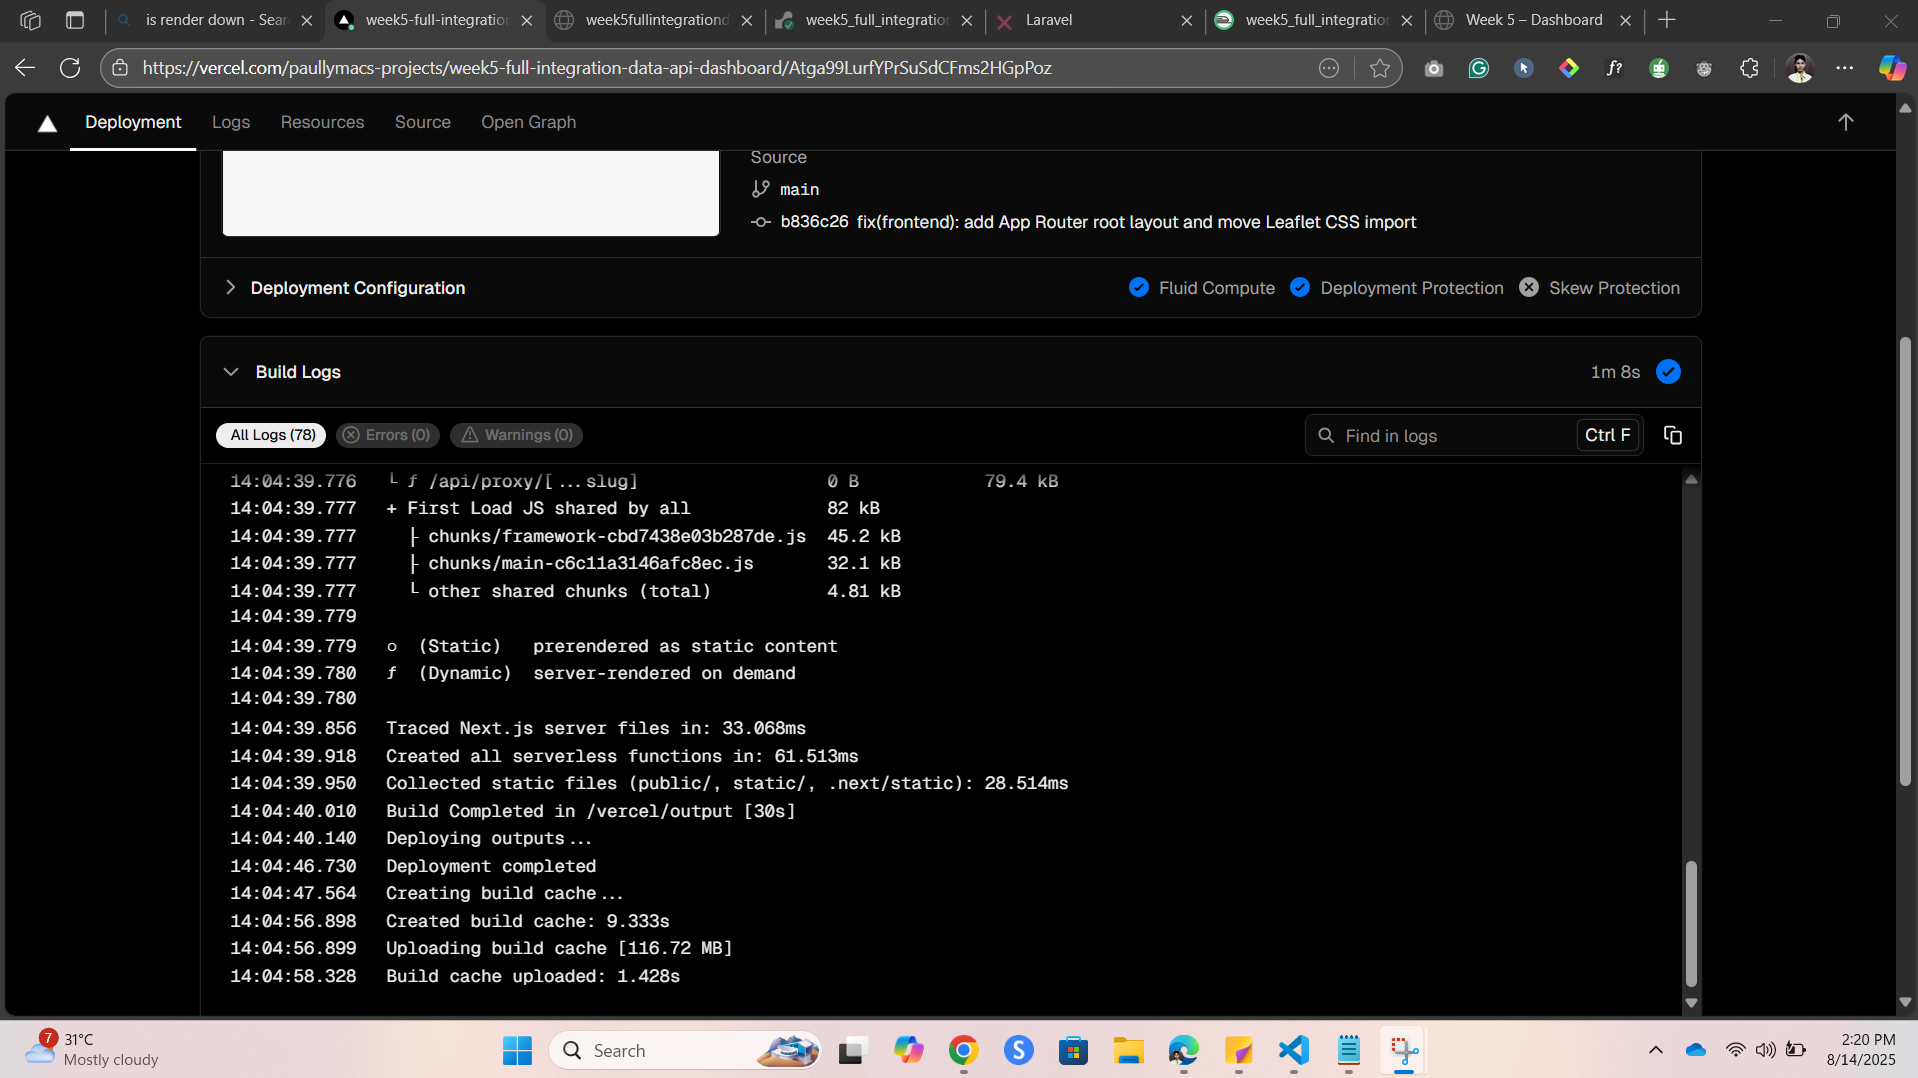 is render down - Sear
week5-full-integration
week5fullintegrationd
week5_full_integration
Laravel
week5_full_integration
Week 5 – Dashboard
https://vercel.com/paullymacs-projects/week5-full-integration-data-api-dashboard/Atga99LurfYPrSuSdCFms2HGpPoz
f?
Deployment Logs Resources Source Open Graph
Source
main
b836c26 fix(frontend): add App Router root layout and move Leaflet CSS import
Deployment Configuration
Fluid Compute Deployment Protection Skew Protection
Build Logs 1m 8s
All Logs (78) Errors (0) Warnings (0) Find in logs Ctrl F
14:04:39.776 └ ƒ /api/proxy/[...slug] 0 B 79.4 kB
14:04:39.777 + First Load JS shared by all 82 kB
14:04:39.777 ├ chunks/framework-cbd7438e03b287de.js 45.2 kB
14:04:39.777 ├ chunks/main-c6c11a3146afc8ec.js 32.1 kB
14:04:39.777 └ other shared chunks (total) 4.81 kB
14:04:39.779
14:04:39.779 ○ (Static) prerendered as static content
14:04:39.780 ƒ (Dynamic) server-rendered on demand
14:04:39.780
14:04:39.856 Traced Next.js server files in: 33.068ms
14:04:39.918 Created all serverless functions in: 61.513ms
14:04:39.950 Collected static files (public/, static/, .next/static): 28.514ms
14:04:40.010 Build Completed in /vercel/output [30s]
14:04:40.140 Deploying outputs...
14:04:46.730 Deployment completed
14:04:47.564 Creating build cache...
14:04:56.898 Created build cache: 9.333s
14:04:56.899 Uploading build cache [116.72 MB]
14:04:58.328 Build cache uploaded: 1.428s
7
31°C
Mostly cloudy
Search
S
2:20 PM
8/14/2025